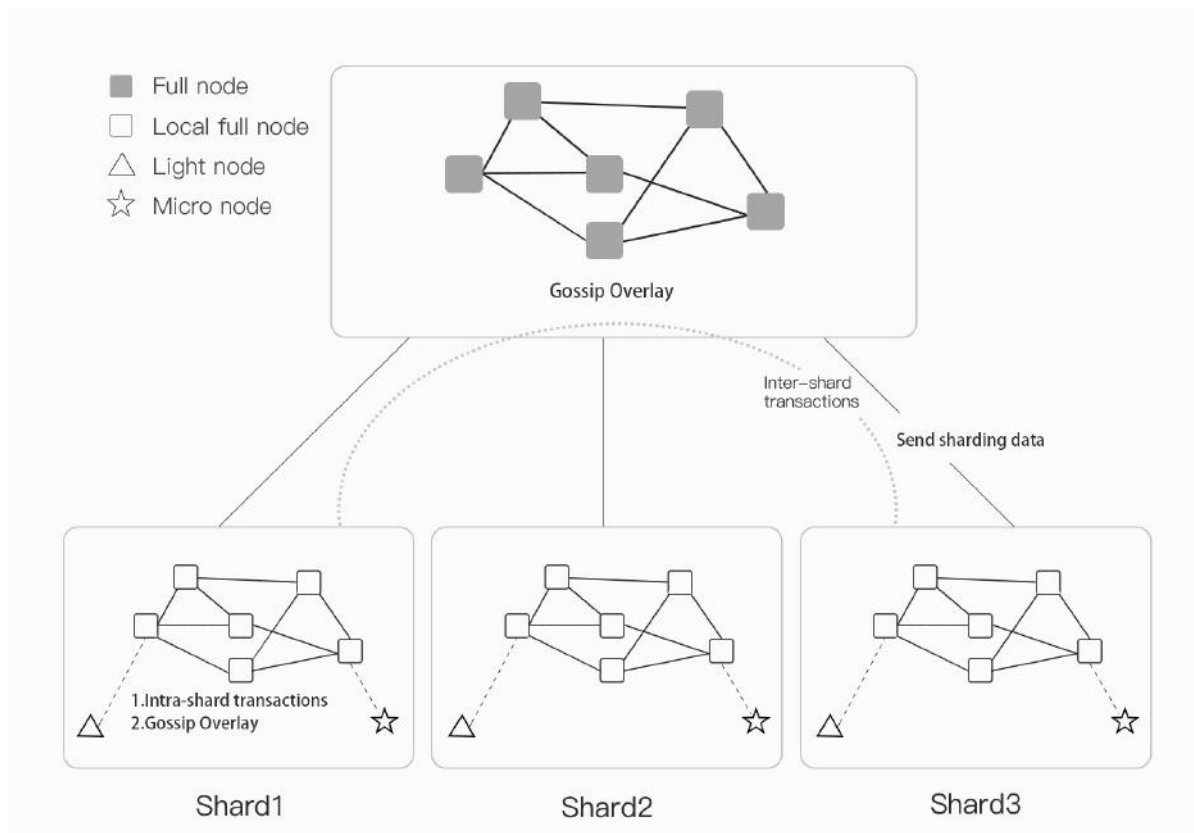 Full node
Local full node
Light node
Micro node
Gossip Overlay
Inter-shard
transactions
Send sharding data
1.Intra-shard transactions
2.Gossip Overlay
Shard1
Shard2
Shard3